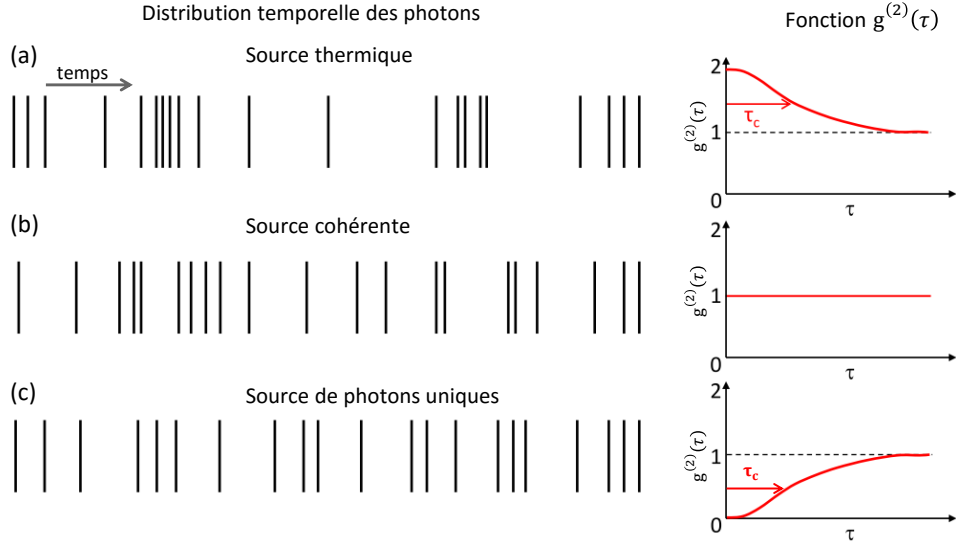 Distribution temporelle des photons
Fonction g⁽²⁾(τ)
(a)
Source thermique
temps
2
1
0
g⁽²⁾(τ)
τc
τ
(b)
Source cohérente
2
1
0
g⁽²⁾(τ)
τ
(c)
Source de photons uniques
2
1
0
g⁽²⁾(τ)
τc
τ